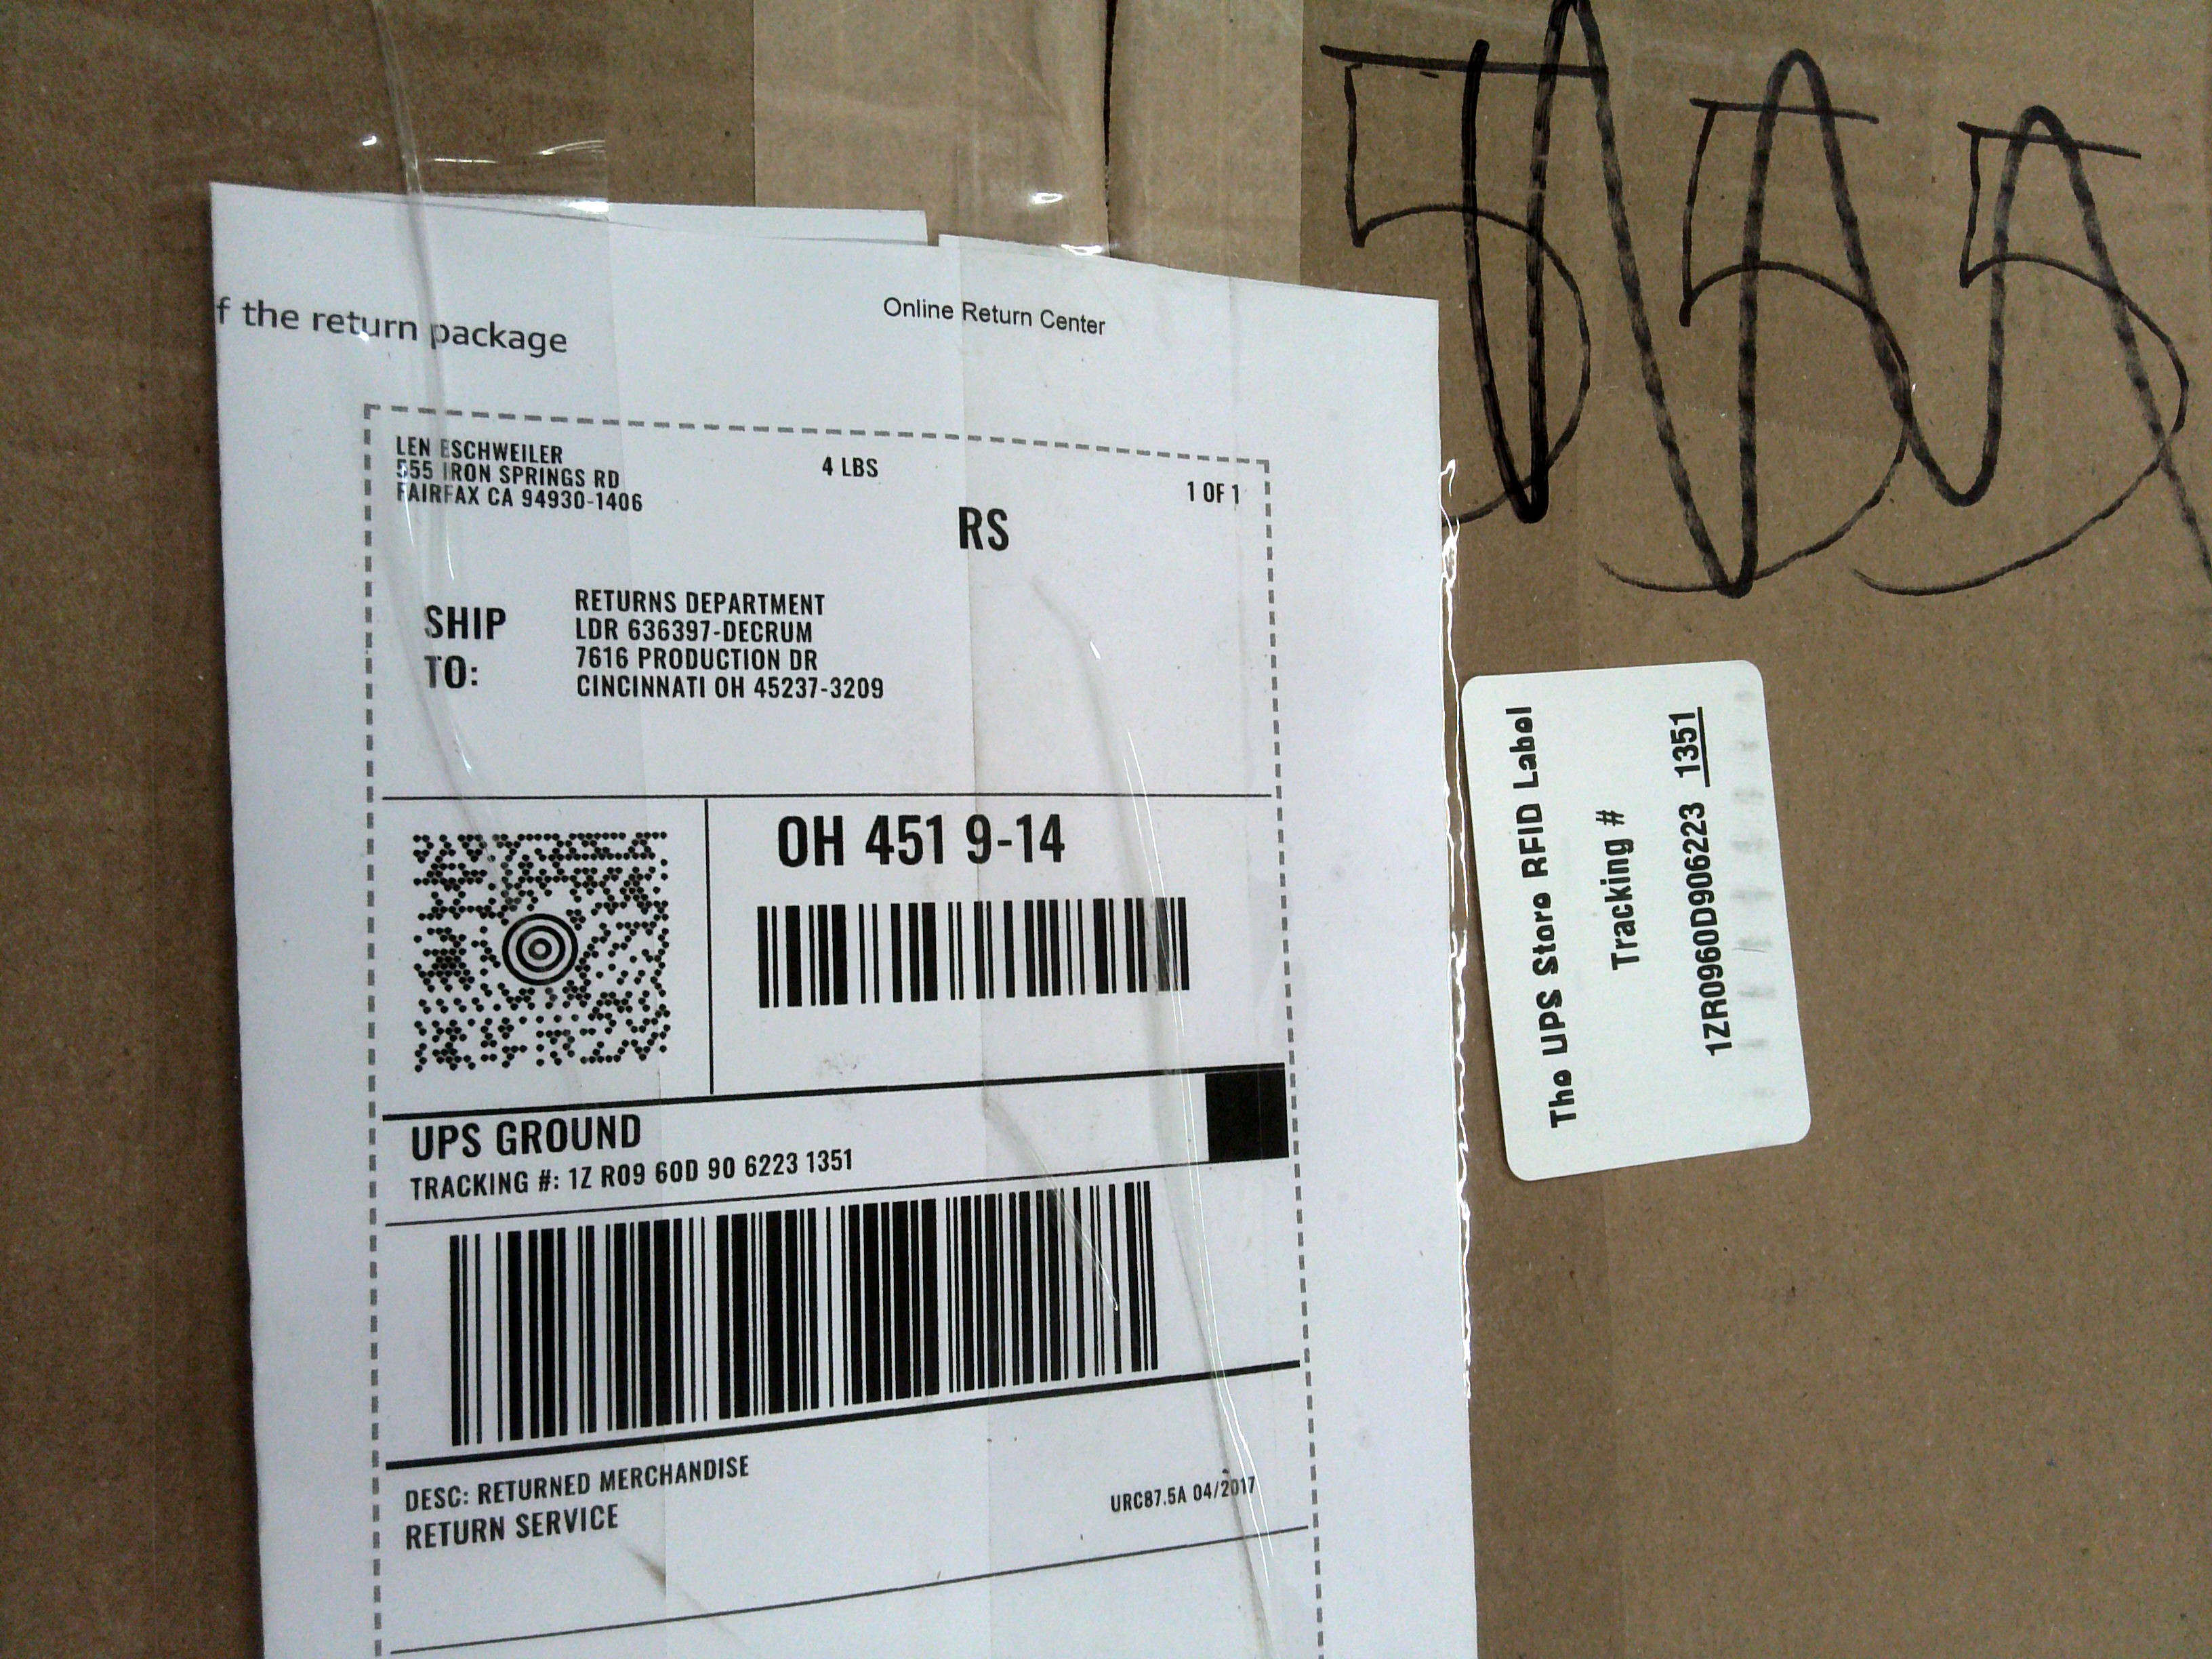 f the return package
Online Return Center
LEN ESCHWEILER
555 IRON SPRINGS RD
FAIRFAX CA 94930-1406
4 LBS
1 OF 1
RS
SHIP
TO:
RETURNS DEPARTMENT
LDR 636397-DECRUM
7616 PRODUCTION DR
CINCINNATI OH 45237-3209
OH 451 9-14
UPS GROUND
TRACKING #: 1Z R09 60D 90 6223 1351
DESC: RETURNED MERCHANDISE
RETURN SERVICE
URC87.5A 04/2017
555
The UPS Store RFID Label
Tracking #
1ZR0960D906223 1351